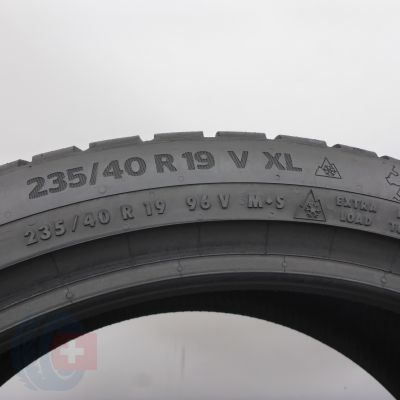 235/40 R 19 V XL
235/40 R 19 96 V M•S EXTRA
LOAD